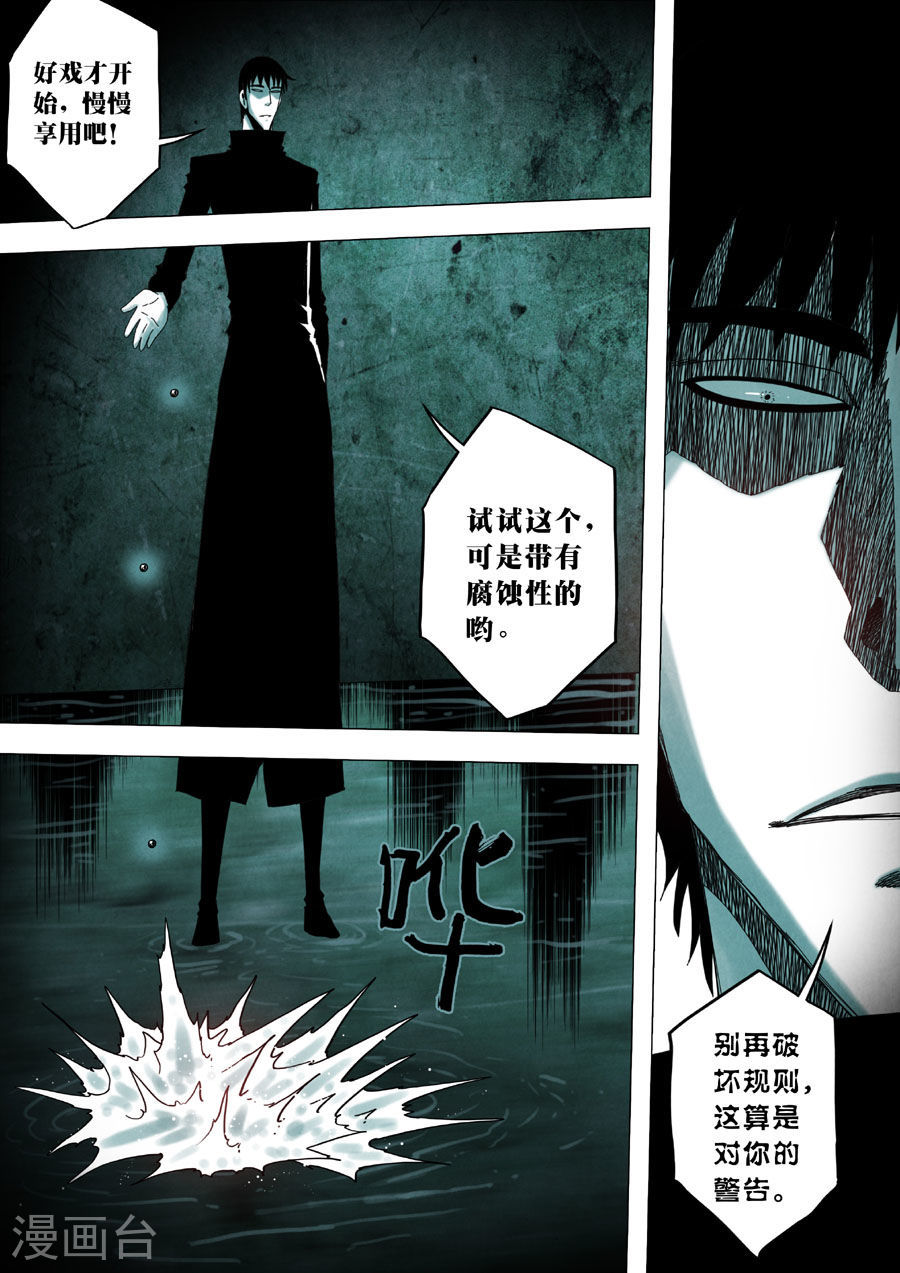 好戏才开
始，慢慢
享用吧！
试试这个，
可是带有
腐蚀性的
哟。
哗
别再破
坏规则，
这算是
对你的
警告。
漫画台